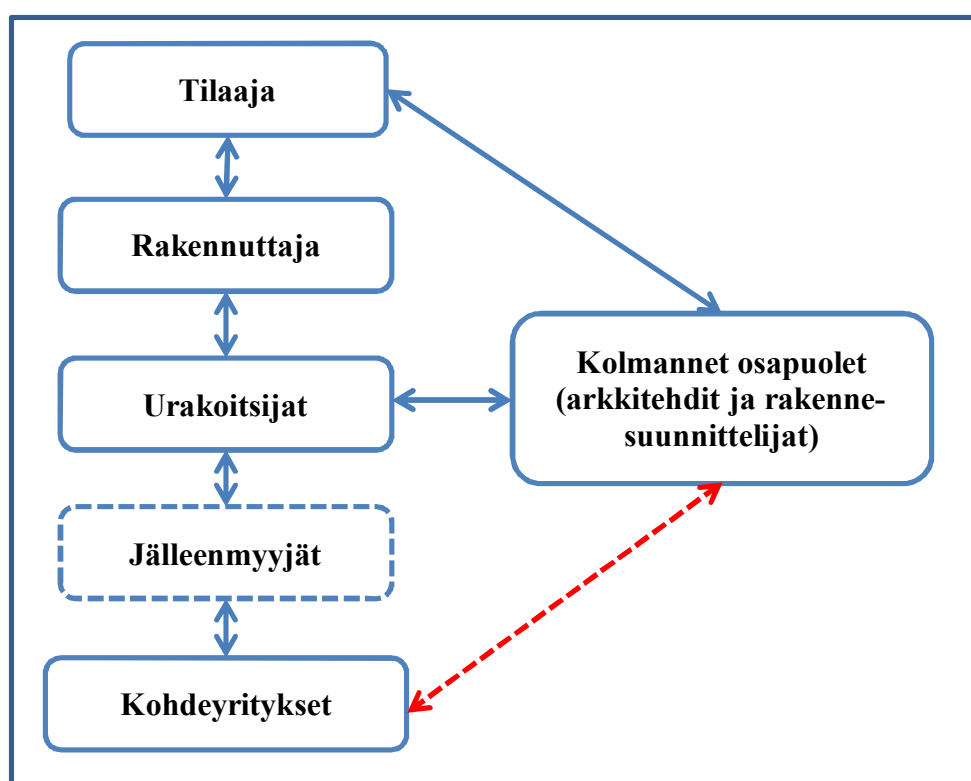 Tilaaja
Rakennuttaja
Urakoitsijat
Kolmannet osapuolet
(arkkitehdit ja rakenne-
suunnittelijat)
Jälleenmyyjät
Kohdeyritykset